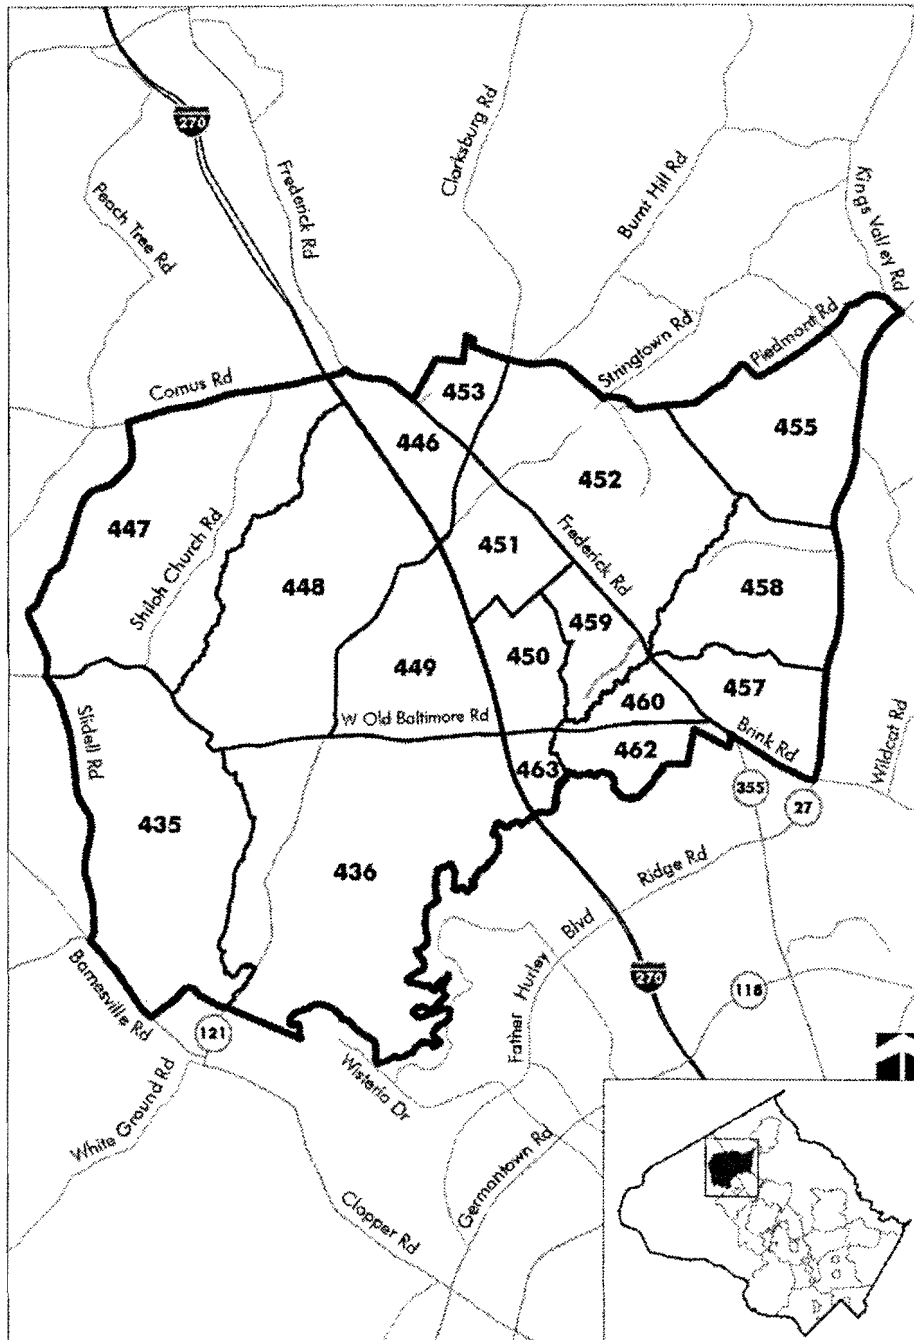 270
Clarksburg Rd
Frederick Rd
Burnt Hill Rd
Kings Valley Rd
Peach Tree Rd
Stringtown Rd
Piedmont Rd
Comus Rd
453
455
446
452
447
Shiloh Church Rd
451
Frederick Rd
448
458
459
450
449
460
457
W Old Baltimore Rd
Slidell Rd
Brink Rd
Wildcat Rd
462
463
355
27
435
436
Ridge Rd
Father Hurley Blvd
270
118
Barnesville Rd
121
Wisteria Dr
White Ground Rd
Germantown Rd
Clopper Rd